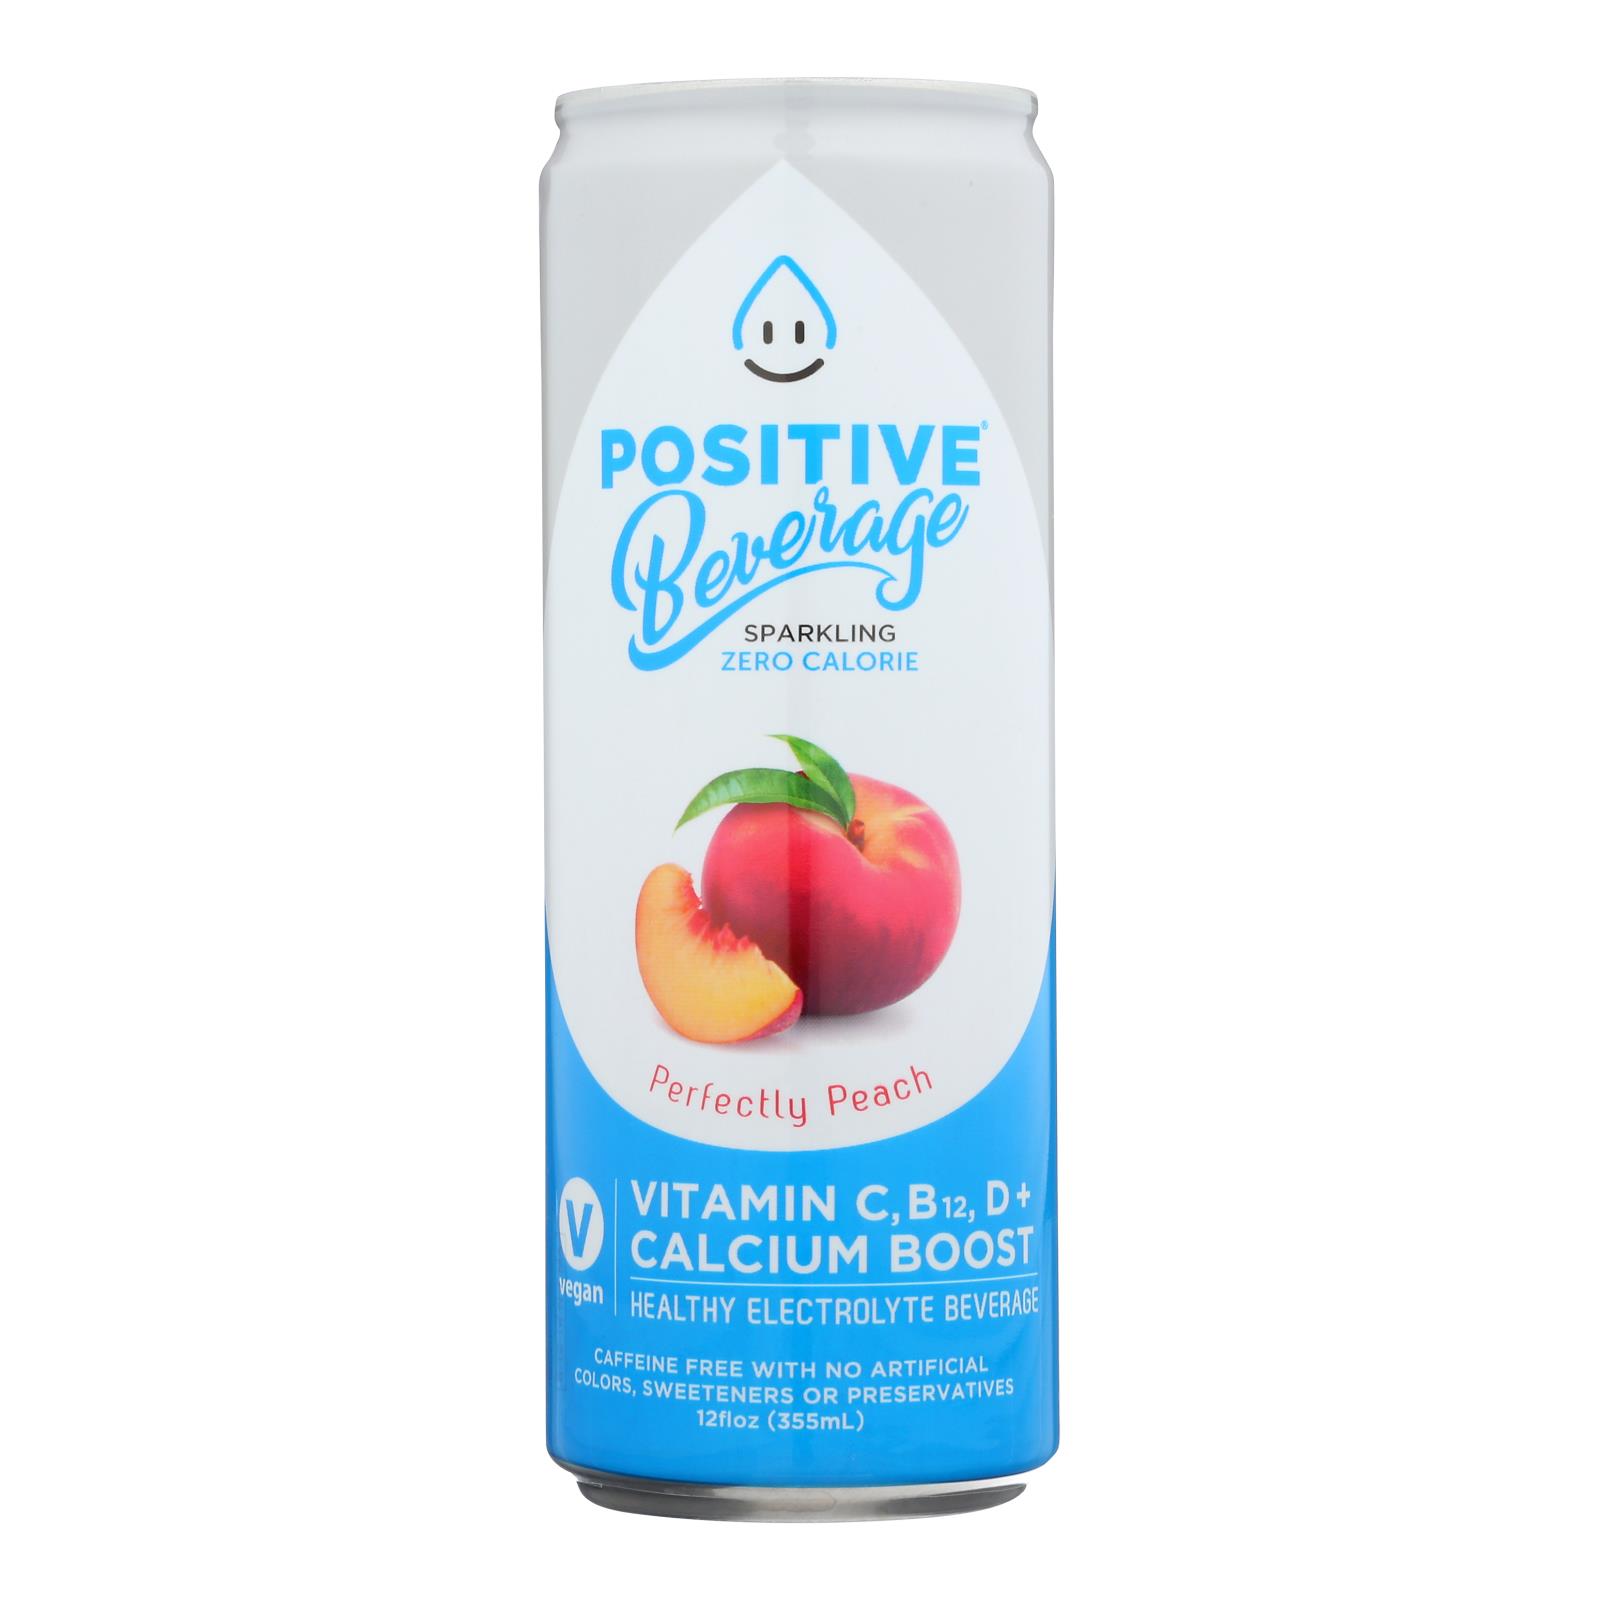 POSITIVE®
Beverage
SPARKLING
ZERO CALORIE
Perfectly Peach
V
vegan
VITAMIN C, B12, D +
CALCIUM BOOST
HEALTHY ELECTROLYTE BEVERAGE
CAFFEINE FREE WITH NO ARTIFICIAL
COLORS, SWEETENERS OR PRESERVATIVES
12floz (355mL)